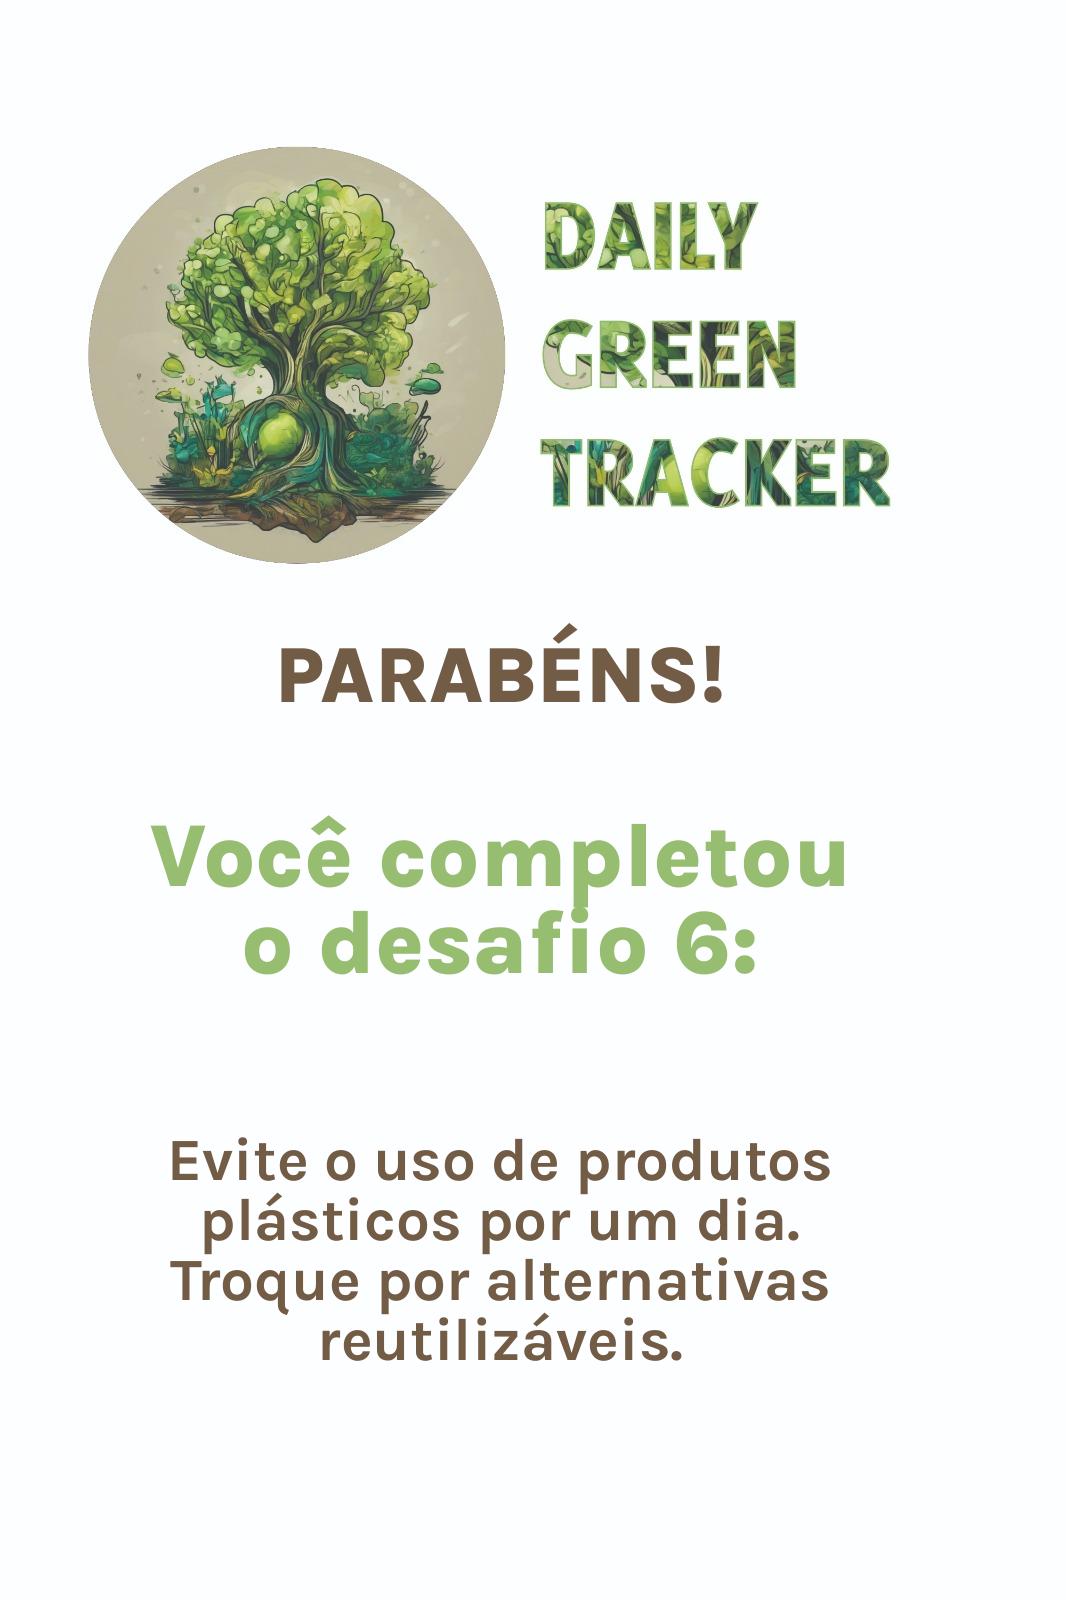 DAILY
GREEN
TRACKER
PARABÉNS!
Você completou
o desafio 6:
Evite o uso de produtos
plásticos por um dia.
Troque por alternativas
reutilizáveis.